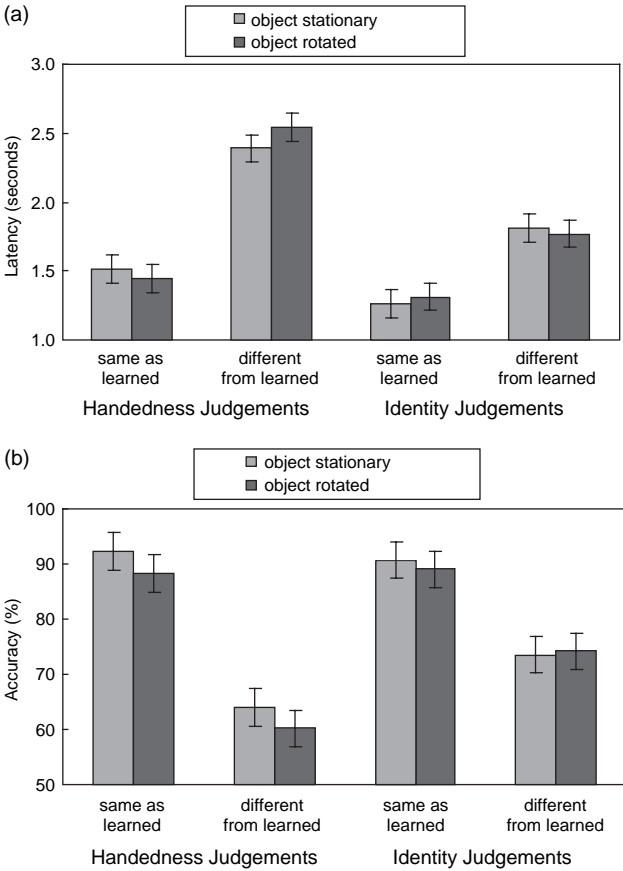 (a)
object stationary
object rotated
3.0
2.5
2.0
1.5
1.0
Latency (seconds)
same as
learned
different
from learned
same as
learned
different
from learned
Handedness Judgements
Identity Judgements
(b)
object stationary
object rotated
100
90
80
70
60
50
Accuracy (%)
same as
learned
different
from learned
same as
learned
different
from learned
Handedness Judgements
Identity Judgements